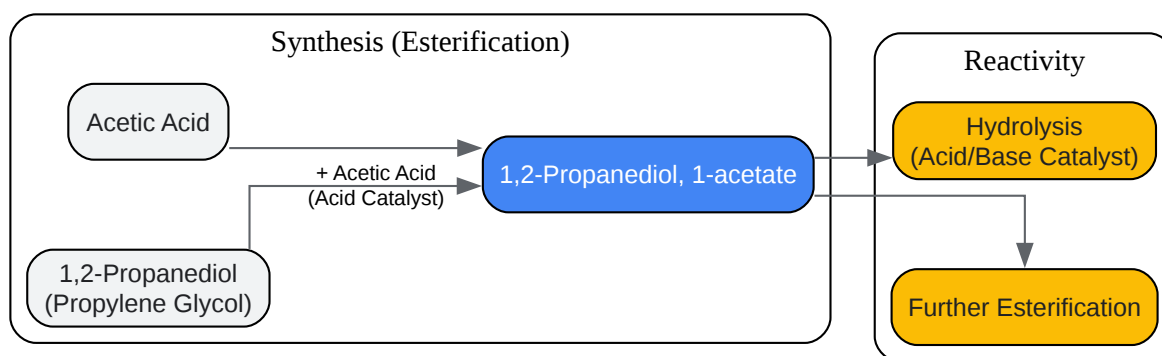 Synthesis (Esterification)
Acetic Acid
+ Acetic Acid
(Acid Catalyst)
1,2-Propanediol
(Propylene Glycol)
1,2-Propanediol, 1-acetate
Reactivity
Hydrolysis
(Acid/Base Catalyst)
Further Esterification